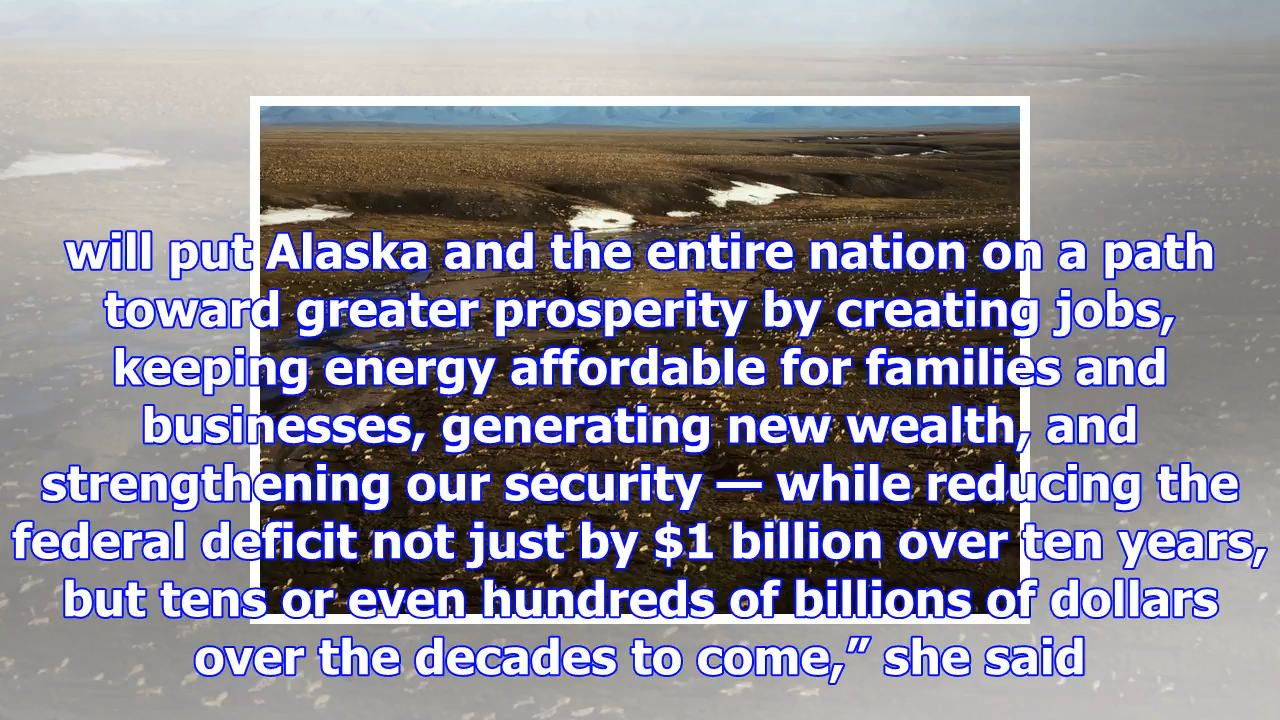 will put Alaska and the entire nation on a path
toward greater prosperity by creating jobs,
keeping energy affordable for families and
businesses, generating new wealth, and
strengthening our security — while reducing the
federal deficit not just by $1 billion over ten years,
but tens or even hundreds of billions of dollars
over the decades to come,” she said